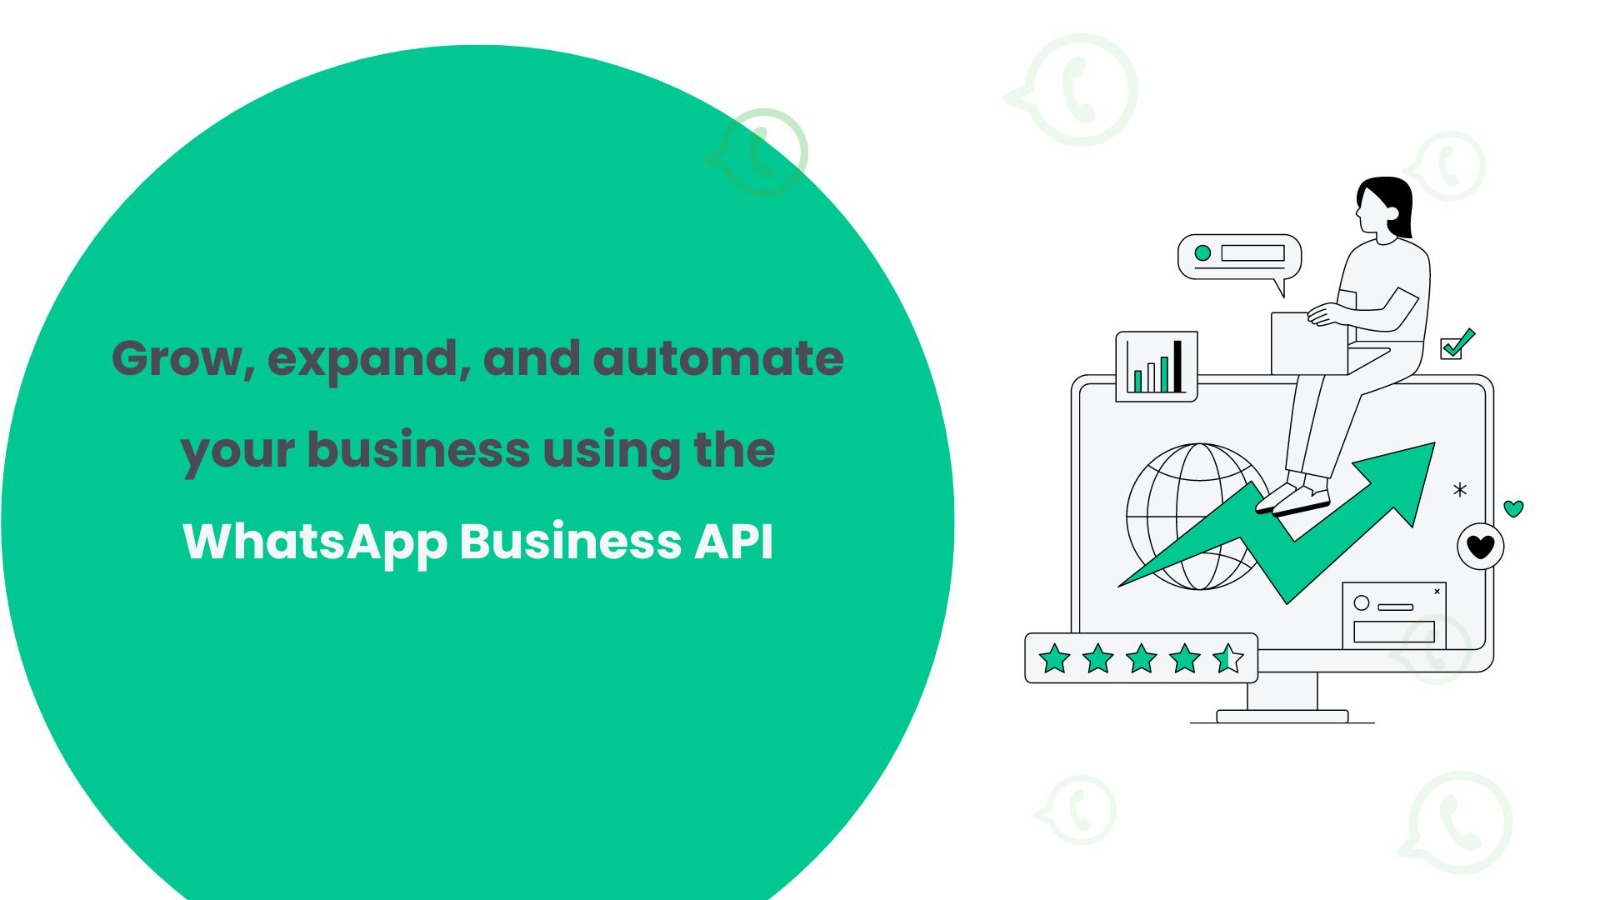 Grow, expand, and automate
your business using the
WhatsApp Business API